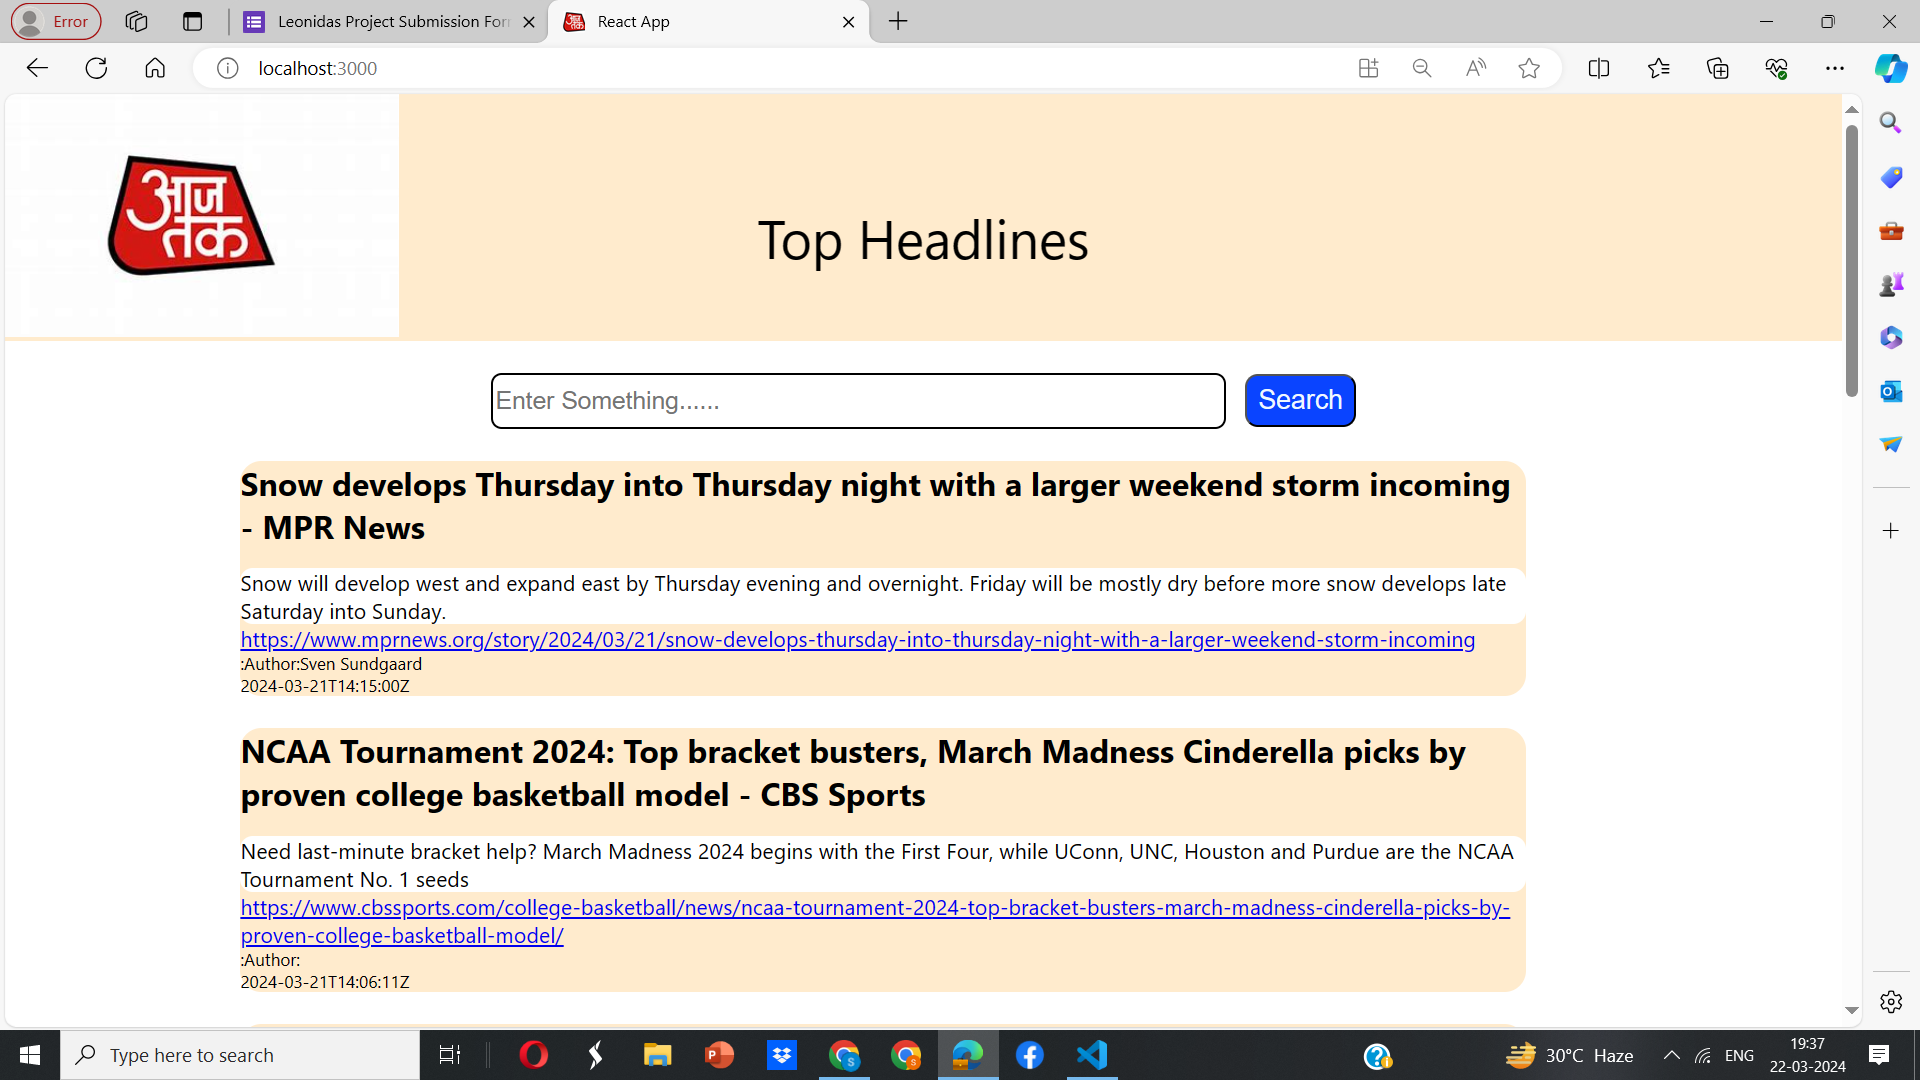 Error
Leonidas Project Submission For
React App
localhost:3000
आज
तक
Top Headlines
Enter Something......
Search
Snow develops Thursday into Thursday night with a larger weekend storm incoming
- MPR News
Snow will develop west and expand east by Thursday evening and overnight. Friday will be mostly dry before more snow develops late
Saturday into Sunday.
https://www.mprnews.org/story/2024/03/21/snow-develops-thursday-into-thursday-night-with-a-larger-weekend-storm-incoming
:Author:Sven Sundgaard
2024-03-21T14:15:00Z
NCAA Tournament 2024: Top bracket busters, March Madness Cinderella picks by
proven college basketball model - CBS Sports
Need last-minute bracket help? March Madness 2024 begins with the First Four, while UConn, UNC, Houston and Purdue are the NCAA
Tournament No. 1 seeds
https://www.cbssports.com/college-basketball/news/ncaa-tournament-2024-top-bracket-busters-march-madness-cinderella-picks-by-
proven-college-basketball-model/
:Author:
2024-03-21T14:06:11Z
Type here to search
30°C Haze
ENG
19:37
22-03-2024